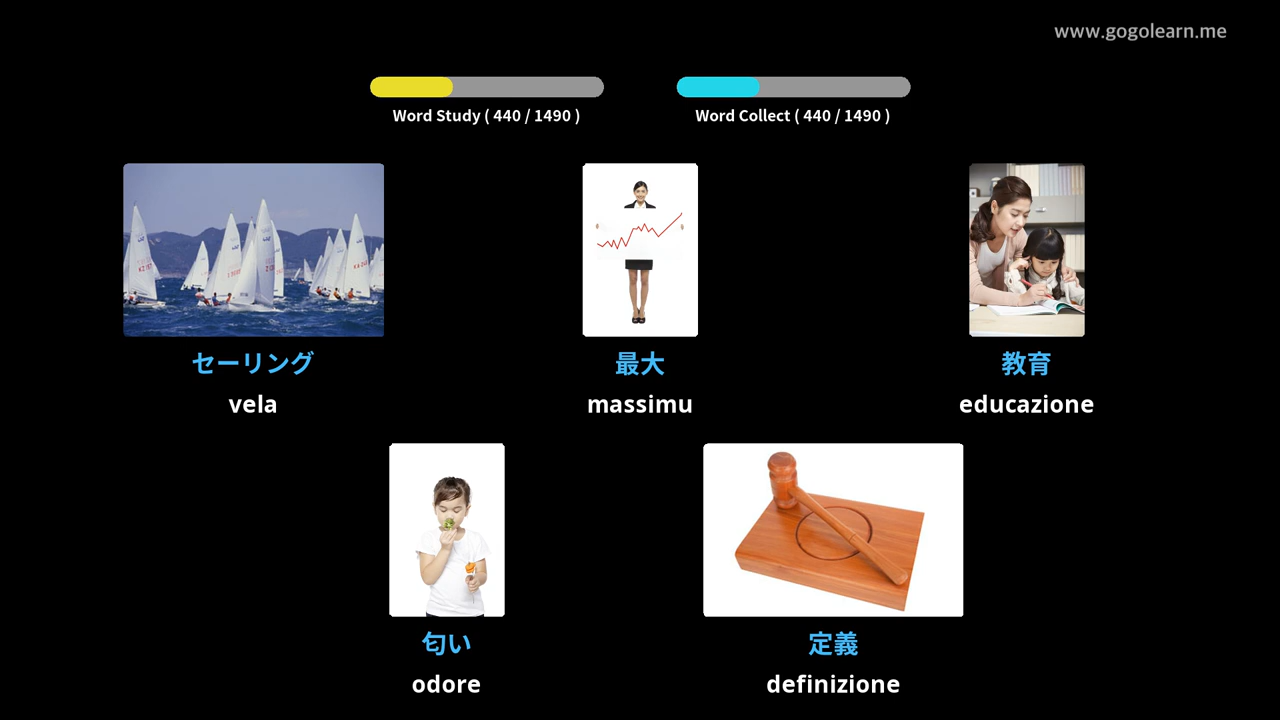 www.gogolearn.me
Word Study ( 440 / 1490 )
Word Collect ( 440 / 1490 )
セーリング
vela
最大
massimu
教育
educazione
匂い
odore
定義
definizione